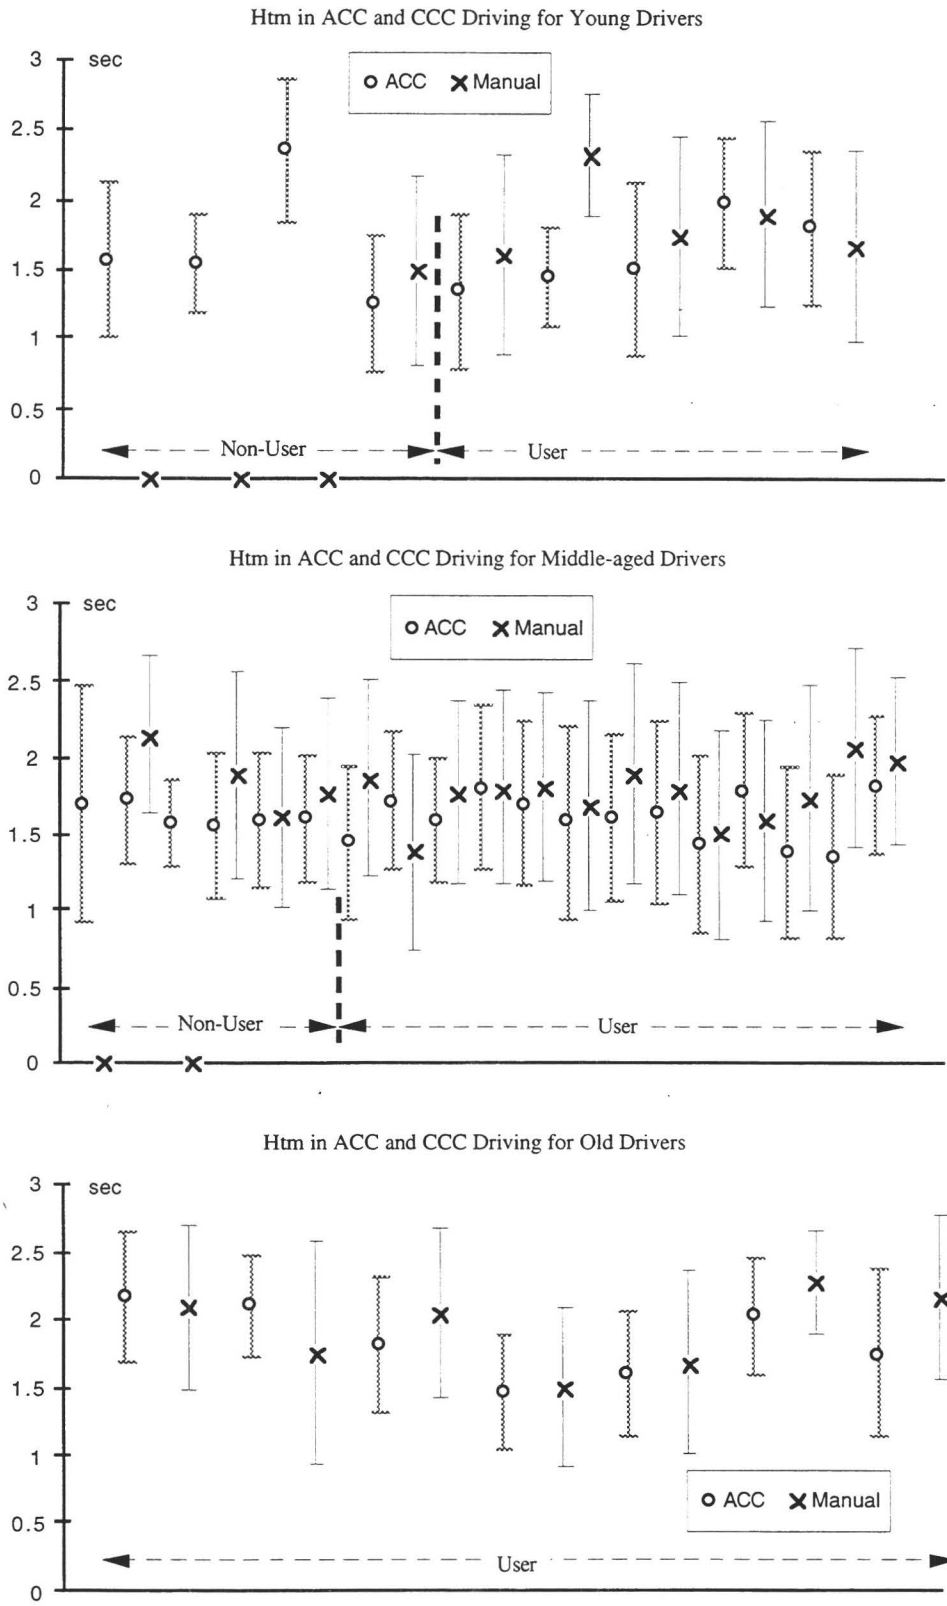 Htm in ACC and CCC Driving for Young Drivers
3 sec
ACC Manual
2.5
2
1.5
1
0.5
Non-User User
0
Htm in ACC and CCC Driving for Middle-aged Drivers
3 sec
ACC Manual
2.5
2
1.5
1
0.5
Non-User User
0
Htm in ACC and CCC Driving for Old Drivers
3 sec
2.5
2
1.5
1
ACC Manual
0.5
User
0